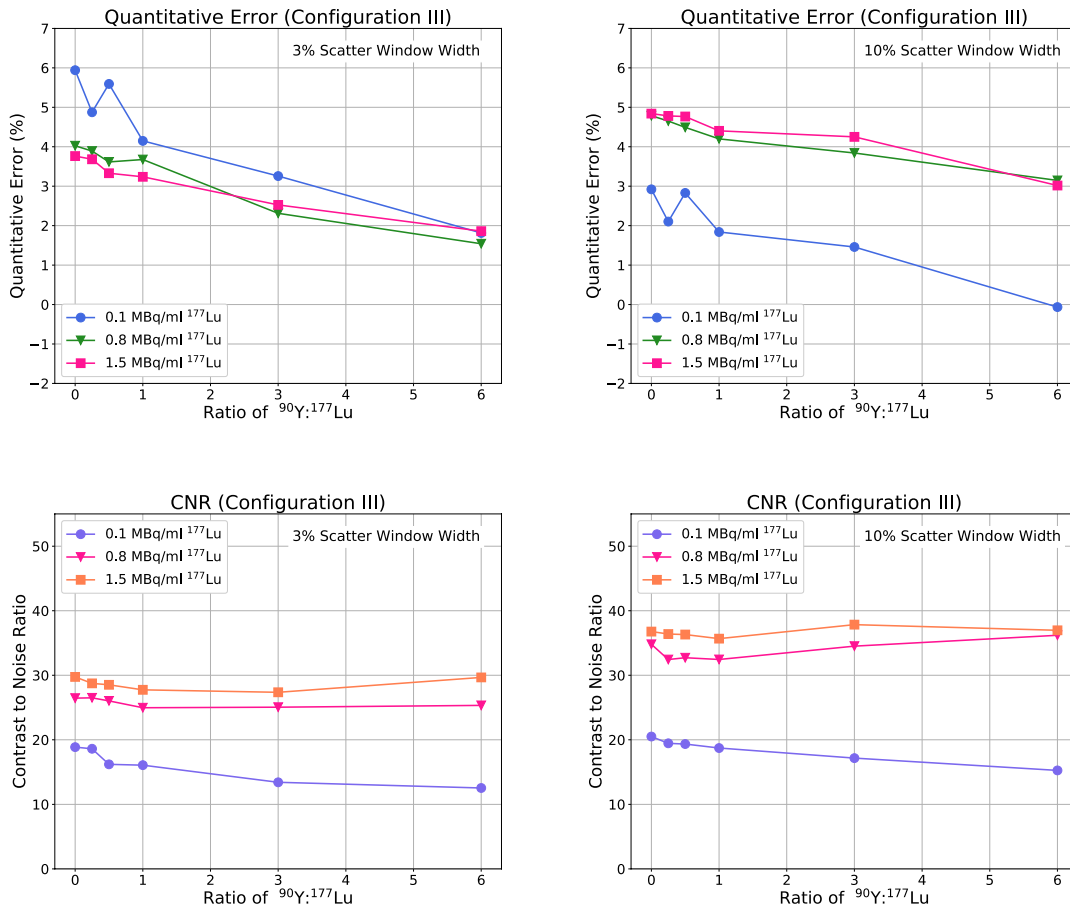 Quantitative Error (Configuration III)
3% Scatter Window Width
Quantitative Error (%)
7
6
5
4
3
2
1
0
−1
−2
0.1 MBq/ml ¹⁷⁷Lu
0.8 MBq/ml ¹⁷⁷Lu
1.5 MBq/ml ¹⁷⁷Lu
0 1 2 3 4 5 6
Ratio of ⁹⁰Y:¹⁷⁷Lu
Quantitative Error (Configuration III)
10% Scatter Window Width
Quantitative Error (%)
7
6
5
4
3
2
1
0
−1
−2
0.1 MBq/ml ¹⁷⁷Lu
0.8 MBq/ml ¹⁷⁷Lu
1.5 MBq/ml ¹⁷⁷Lu
0 1 2 3 4 5 6
Ratio of ⁹⁰Y:¹⁷⁷Lu
CNR (Configuration III)
3% Scatter Window Width
0.1 MBq/ml ¹⁷⁷Lu
0.8 MBq/ml ¹⁷⁷Lu
1.5 MBq/ml ¹⁷⁷Lu
Contrast to Noise Ratio
50
40
30
20
10
0
0 1 2 3 4 5 6
Ratio of ⁹⁰Y:¹⁷⁷Lu
CNR (Configuration III)
10% Scatter Window Width
0.1 MBq/ml ¹⁷⁷Lu
0.8 MBq/ml ¹⁷⁷Lu
1.5 MBq/ml ¹⁷⁷Lu
Contrast to Noise Ratio
50
40
30
20
10
0
0 1 2 3 4 5 6
Ratio of ⁹⁰Y:¹⁷⁷Lu